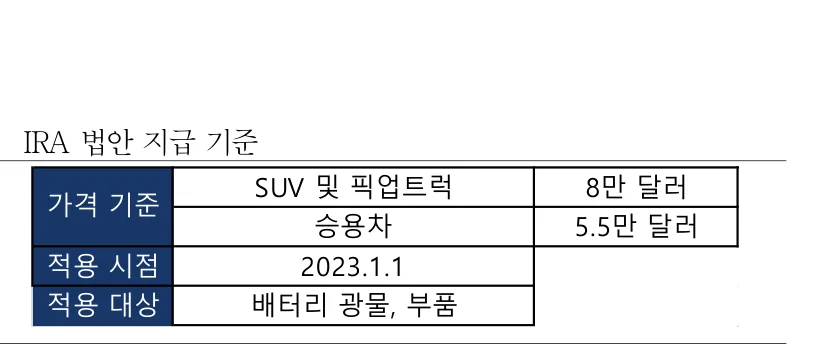 IRA 법안 지급 기준
가격 기준 SUV 및 픽업트럭 8만 달러
승용차 5.5만 달러
적용 시점 2023.1.1
적용 대상 배터리 광물, 부품